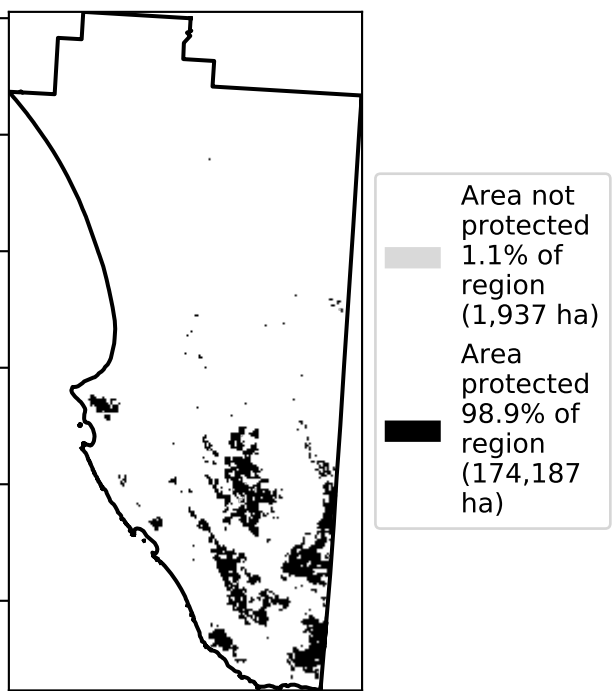 Area not
protected
1.1% of
region
(1,937 ha)
Area
protected
98.9% of
region
(174,187
ha)